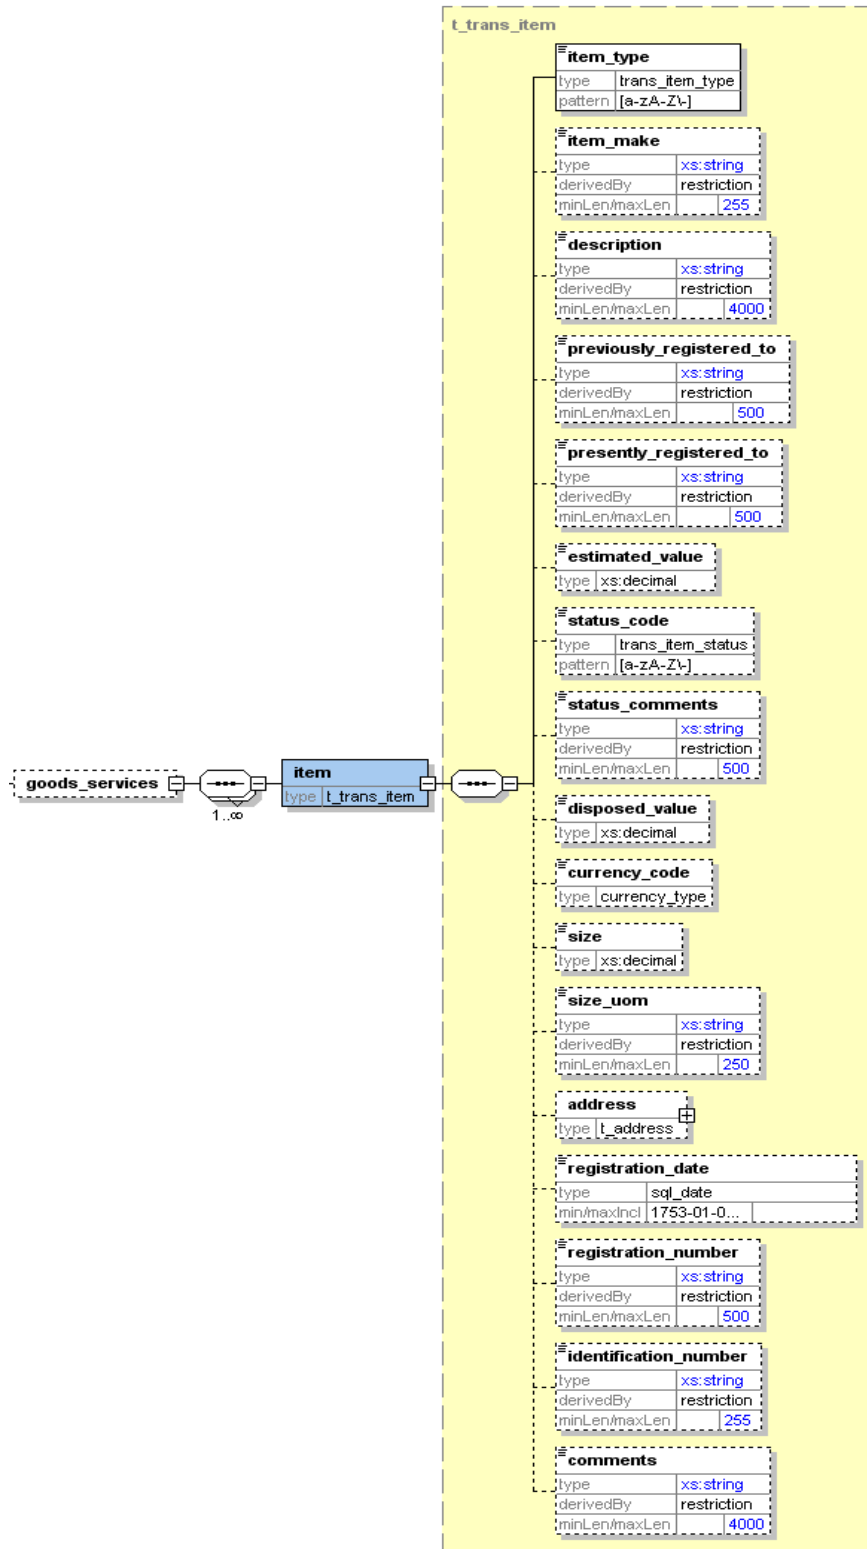 t_trans_item
item_type
type trans_item_type
pattern [a-zA-Z\-]
item_make
type xs:string
derivedBy restriction
minLen/maxLen 255
description
type xs:string
derivedBy restriction
minLen/maxLen 4000
previously_registered_to
type xs:string
derivedBy restriction
minLen/maxLen 500
presently_registered_to
type xs:string
derivedBy restriction
minLen/maxLen 500
estimated_value
type xs:decimal
status_code
type trans_item_status
pattern [a-zA-Z\-]
status_comments
type xs:string
derivedBy restriction
minLen/maxLen 500
goods_services
1..∞
item
type t_trans_item
disposed_value
type xs:decimal
currency_code
type currency_type
size
type xs:decimal
size_uom
type xs:string
derivedBy restriction
minLen/maxLen 250
address
type t_address
registration_date
type sql_date
min/maxIncl 1753-01-0...
registration_number
type xs:string
derivedBy restriction
minLen/maxLen 500
identification_number
type xs:string
derivedBy restriction
minLen/maxLen 255
comments
type xs:string
derivedBy restriction
minLen/maxLen 4000